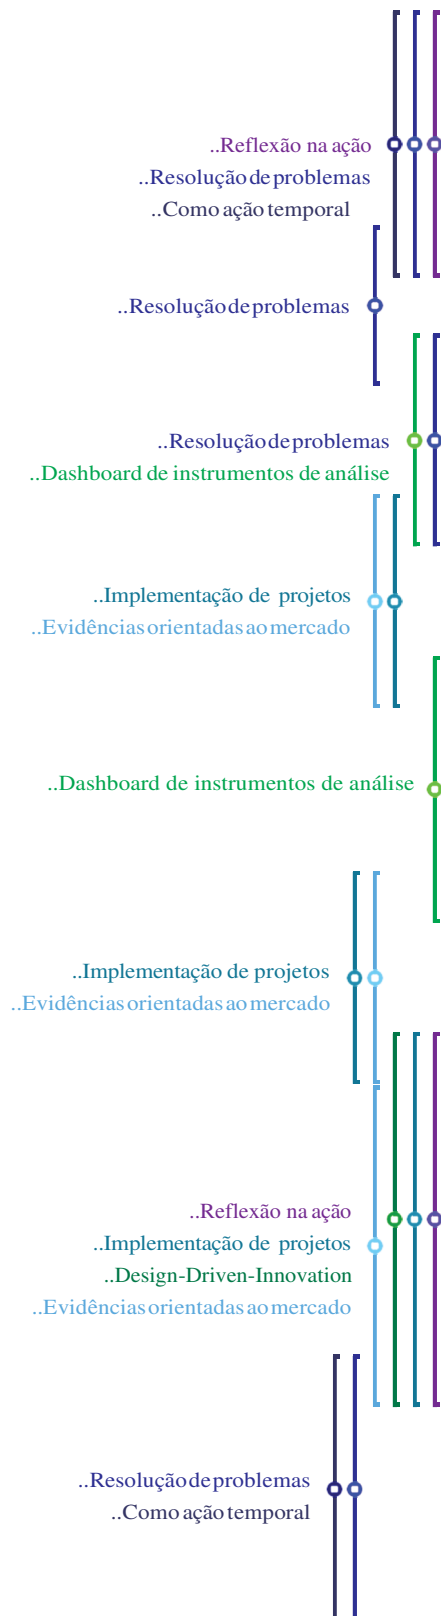 ..Reflexão na ação
..Resolução de problemas
..Como ação temporal
..Resolução de problemas
..Resolução de problemas
..Dashboard de instrumentos de análise
..Implementação de projetos
..Evidências orientadas ao mercado
..Dashboard de instrumentos de análise
..Implementação de projetos
..Evidências orientadas ao mercado
..Reflexão na ação
..Implementação de projetos
..Design-Driven-Innovation
..Evidências orientadas ao mercado
..Resolução de problemas
..Como ação temporal